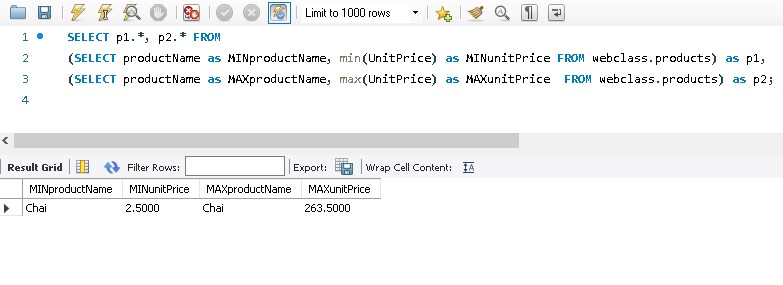 Limit to 1000 rows
1 SELECT p1.*, p2.* FROM
2 (SELECT productName as MINproductName, min(UnitPrice) as MINunitPrice FROM webclass.products) as p1,
3 (SELECT productName as MAXproductName, max(UnitPrice) as MAXunitPrice  FROM webclass.products) as p2;
4
Result Grid Filter Rows: Export: Wrap Cell Content: IA
MINproductName MINunitPrice MAXproductName MAXunitPrice
Chai 2.5000 Chai 263.5000